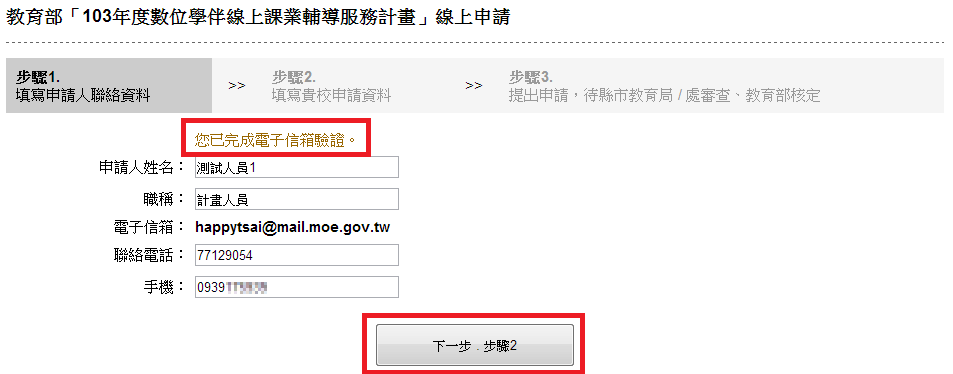 教育部「103年度數位學伴線上課業輔導服務計畫」線上申請
步驟1.
填寫申請人聯絡資料
>>
步驟2.
填寫貴校申請資料
>>
步驟3.
提出申請，待縣市教育局 / 處審查、教育部核定
您已完成電子信箱驗證。
申請人姓名： 測試人員1
職稱： 計畫人員
電子信箱： happytsai@mail.moe.gov.tw
聯絡電話： 77129054
手機： 0939
下一步 . 步驟2